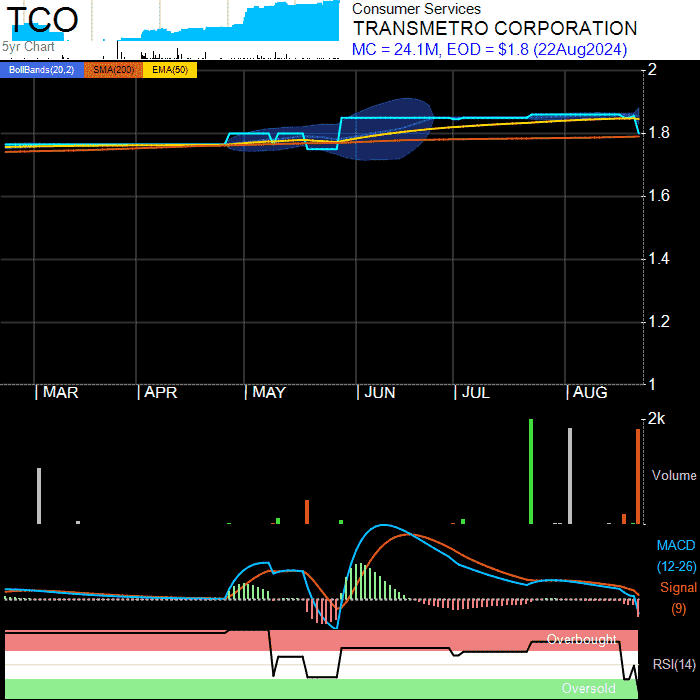 TCO
5yr Chart
Consumer Services
TRANSMETRO CORPORATION
MC = 24.1M, EOD = $1.8 (22Aug2024)
BollBands(20,2) SMA(200) EMA(50)
2
1.8
1.6
1.4
1.2
1
| MAR | APR | MAY | JUN | JUL | AUG
2k
Volume
MACD
(12-26)
Signal
(9)
Overbought
RSI(14)
Oversold